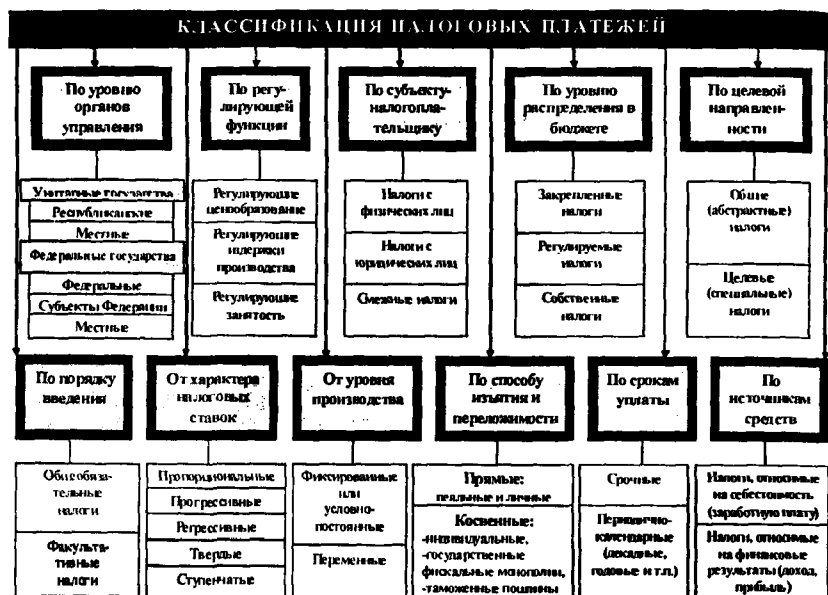 КЛАССИФИКАЦИЯ НАЛОГОВЫХ ПЛАТЕЖЕЙ
По уровню
органов
управления
По регу-
лирующей
функции
По субъекту-
налогопла-
тельщику
По уровню
распределения в
бюджете
По целевой
направлен-
ности
Унитарные государства
Республиканские
Местные
Федеральные государства
Федеральные
Субъекты Федерации
Местные
Регулирующие
ценообразование
Регулирующие
издержки
производства
Регулирующие
занятость
Налоги с
физических лиц
Налоги с
юридических лиц
Смежные налоги
Закрепленные
налоги
Регулируемые
налоги
Собственные
налоги
Общие
(абстрактные)
налоги
Целевые
(специальные)
налоги
По порядку
введения
От характера
налоговых
ставок
От уровня
производства
По способу
изъятия и
переложимости
По срокам
уплаты
По
источникам
средств
Общеобяза-
тельные
налоги
Факульта-
тивные
налоги
Пропорциональные
Прогрессивные
Регрессивные
Твердые
Ступенчатые
Фиксированные
или
условно-
постоянные
Переменные
Прямые:
реальные и личные
Косвенные:
-индивидуальные,
-государственные
фискальные монополии,
-таможенные пошлины
Срочные
Периодично-
календарные
(декадные,
годовые и т.п.)
Налоги, относимые
на себестоимость
(заработную плату)
Налоги, относимые
на финансовые
результаты (доход,
прибыль)